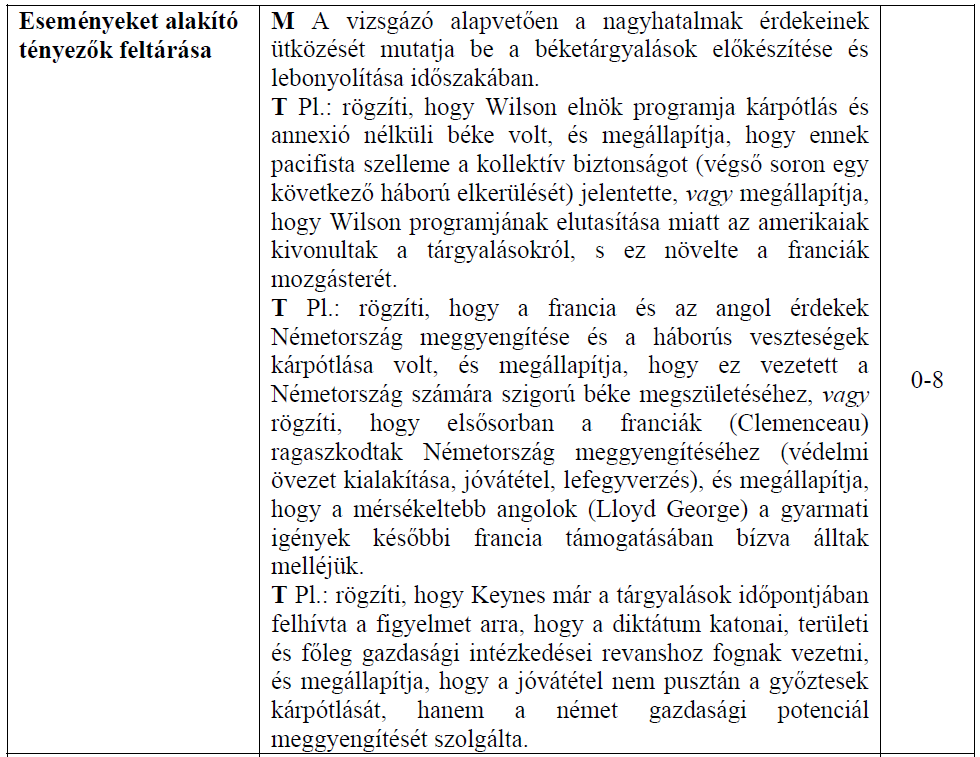 Eseményeket alakító
tényezők feltárása
M A vizsgázó alapvetően a nagyhatalmak érdekeinek
ütközését mutatja be a béketárgyalások előkészítése és
lebonyolítása időszakában.
T Pl.: rögzíti, hogy Wilson elnök programja kárpótlás és
annexió nélküli béke volt, és megállapítja, hogy ennek
pacifista szelleme a kollektív biztonságot (végső soron egy
következő háború elkerülését) jelentette, vagy megállapítja,
hogy Wilson programjának elutasítása miatt az amerikaiak
kivonultak a tárgyalásokról, s ez növelte a franciák
mozgásterét.
T Pl.: rögzíti, hogy a francia és az angol érdekek
Németország meggyengítése és a háborús veszteségek
kárpótlása volt, és megállapítja, hogy ez vezetett a
Németország számára szigorú béke megszületéséhez, vagy
rögzíti, hogy elsősorban a franciák (Clemenceau)
ragaszkodtak Németország meggyengítéséhez (védelmi
övezet kialakítása, jóvátétel, lefegyverzés), és megállapítja,
hogy a mérsékeltebb angolok (Lloyd George) a gyarmati
igények későbbi francia támogatásában bízva álltak
melléjük.
T Pl.: rögzíti, hogy Keynes már a tárgyalások időpontjában
felhívta a figyelmet arra, hogy a diktátum katonai, területi
és főleg gazdasági intézkedései revanshoz fognak vezetni,
és megállapítja, hogy a jóvátétel nem pusztán a győztesek
kárpótlását, hanem a német gazdasági potenciál
meggyengítését szolgálta.
0-8